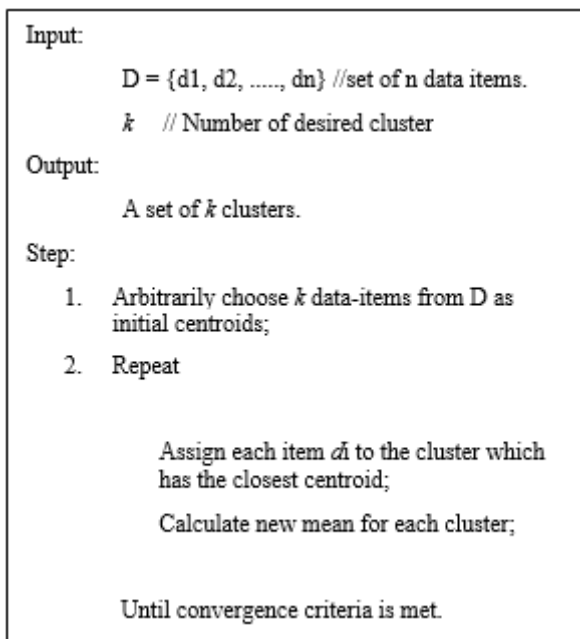 Input:
D = {d1, d2, ....., dn} //set of n data items.
k // Number of desired cluster
Output:
A set of k clusters.
Step:
1. Arbitrarily choose k data-items from D as
initial centroids;
2. Repeat
Assign each item di to the cluster which
has the closest centroid;
Calculate new mean for each cluster;
Until convergence criteria is met.